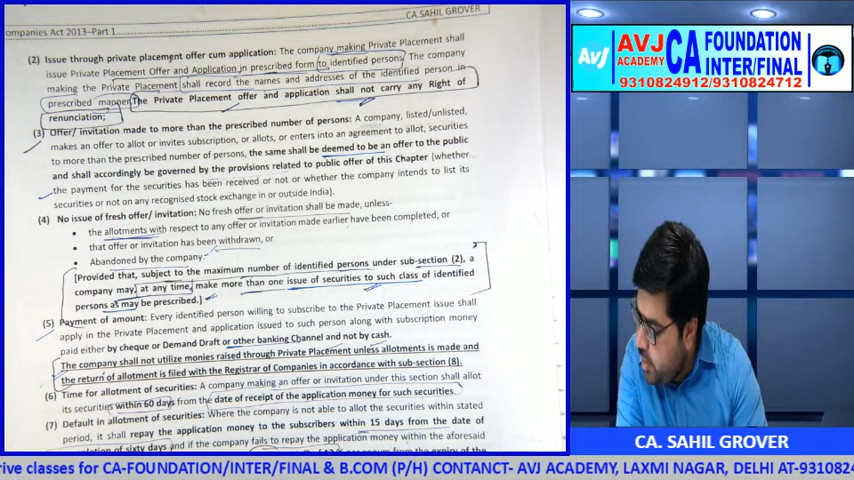 CA.SAHIL GROVER
ompanies Act 2013–Part 1
(2) Issue through private placement offer cum application: The company making Private Placement shall
issue Private Placement Offer and Application in prescribed form to identified persons. The company
making the Private Placement shall record the names and addresses of the identified person in
prescribed manner. The Private Placement offer and application shall not carry any Right of
renunciation;
(3) Offer/ invitation made to more than the prescribed number of persons: A company, listed/unlisted,
makes an offer to allot or invites subscription, or allots, or enters into an agreement to allot, securities
to more than the prescribed number of persons, the same shall be deemed to be an offer to the public
and shall accordingly be governed by the provisions related to public offer of this Chapter (whether
the payment for the securities has been received or not or whether the company intends to list its
securities or not on any recognised stock exchange in or outside India).
(4) No issue of fresh offer/ invitation: No fresh offer or invitation shall be made, unless-
• the allotments with respect to any offer or invitation made earlier have been completed, or
• that offer or invitation has been withdrawn, or
• Abandoned by the company
[Provided that, subject to the maximum number of identified persons under sub-section (2), a
company may, at any time, make more than one issue of securities to such class of identified
persons as may be prescribed.]
(5) Payment of amount: Every identified person willing to subscribe to the Private Placement issue shall
apply in the Private Placement and application issued to such person along with subscription money
paid either by cheque or Demand Draft or other banking Channel and not by cash.
The company shall not utilize monies raised through Private Placement unless allotments is made and
the return of allotment is filed with the Registrar of Companies in accordance with sub-section (8).
(6) Time for allotment of securities: A company making an offer or invitation under this section shall allot
its securities within 60 days from the date of receipt of the application money for such securities.
(7) Default in allotment of securities: Where the company is not able to allot the securities within stated
period, it shall repay the application money to the subscribers within 15 days from the date of
of sixty days and if the company fails to repay the application money within the aforesaid
AVJ
AVJ
ACADEMY
CA
FOUNDATION
INTER/FINAL
9310824912/9310824712
CA. SAHIL GROVER
rive classes for CA-FOUNDATION/INTER/FINAL & B.COM (P/H) CONTANCT- AVJ ACADEMY, LAXMI NAGAR, DELHI AT-9310824